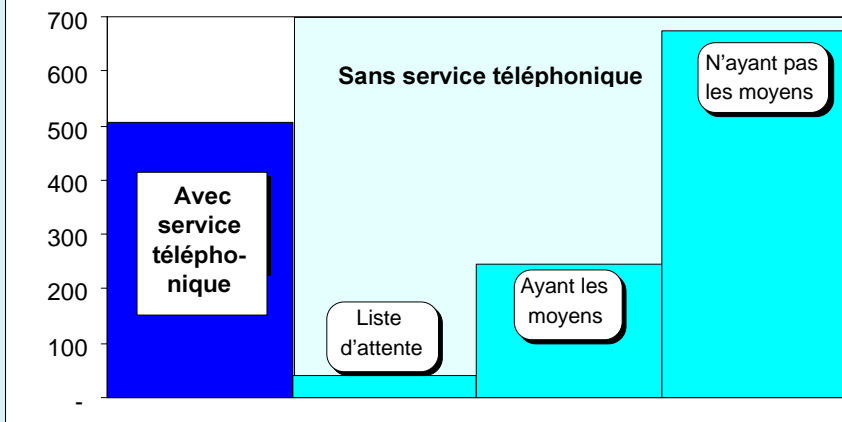 700
600
500
400
300
200
100
-
Sans service téléphonique
N'ayant pas
les moyens
Avec
service
télépho-
nique
Liste
d'attente
Ayant les
moyens